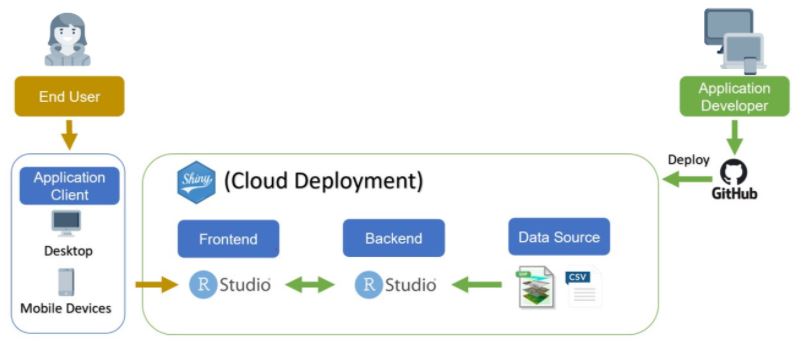 End User
Application
Developer
Deploy
GitHub
Application
Client
Desktop
Mobile Devices
Shiny
(Cloud Deployment)
Frontend
Backend
Data Source
R Studio
R Studio
CSV